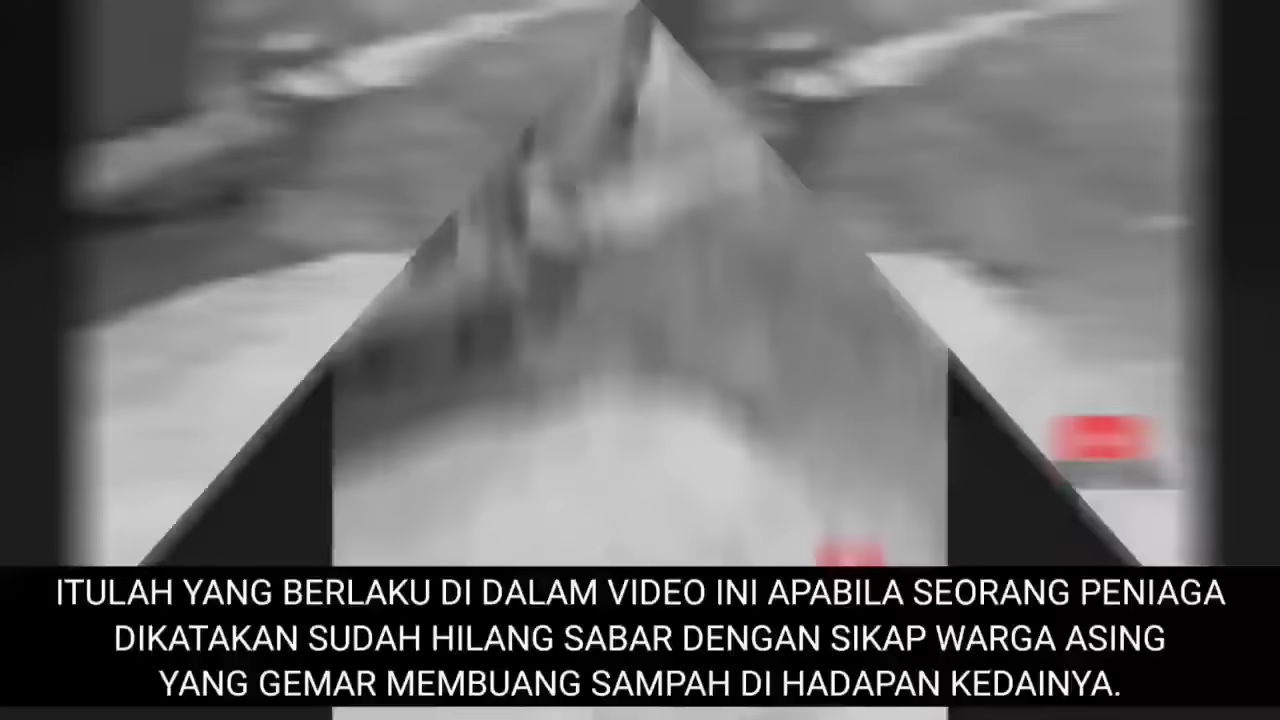 ITULAH YANG BERLAKU DI DALAM VIDEO INI APABILA SEORANG PENIAGA
DIKATAKAN SUDAH HILANG SABAR DENGAN SIKAP WARGA ASING
YANG GEMAR MEMBUANG SAMPAH DI HADAPAN KEDAINYA.